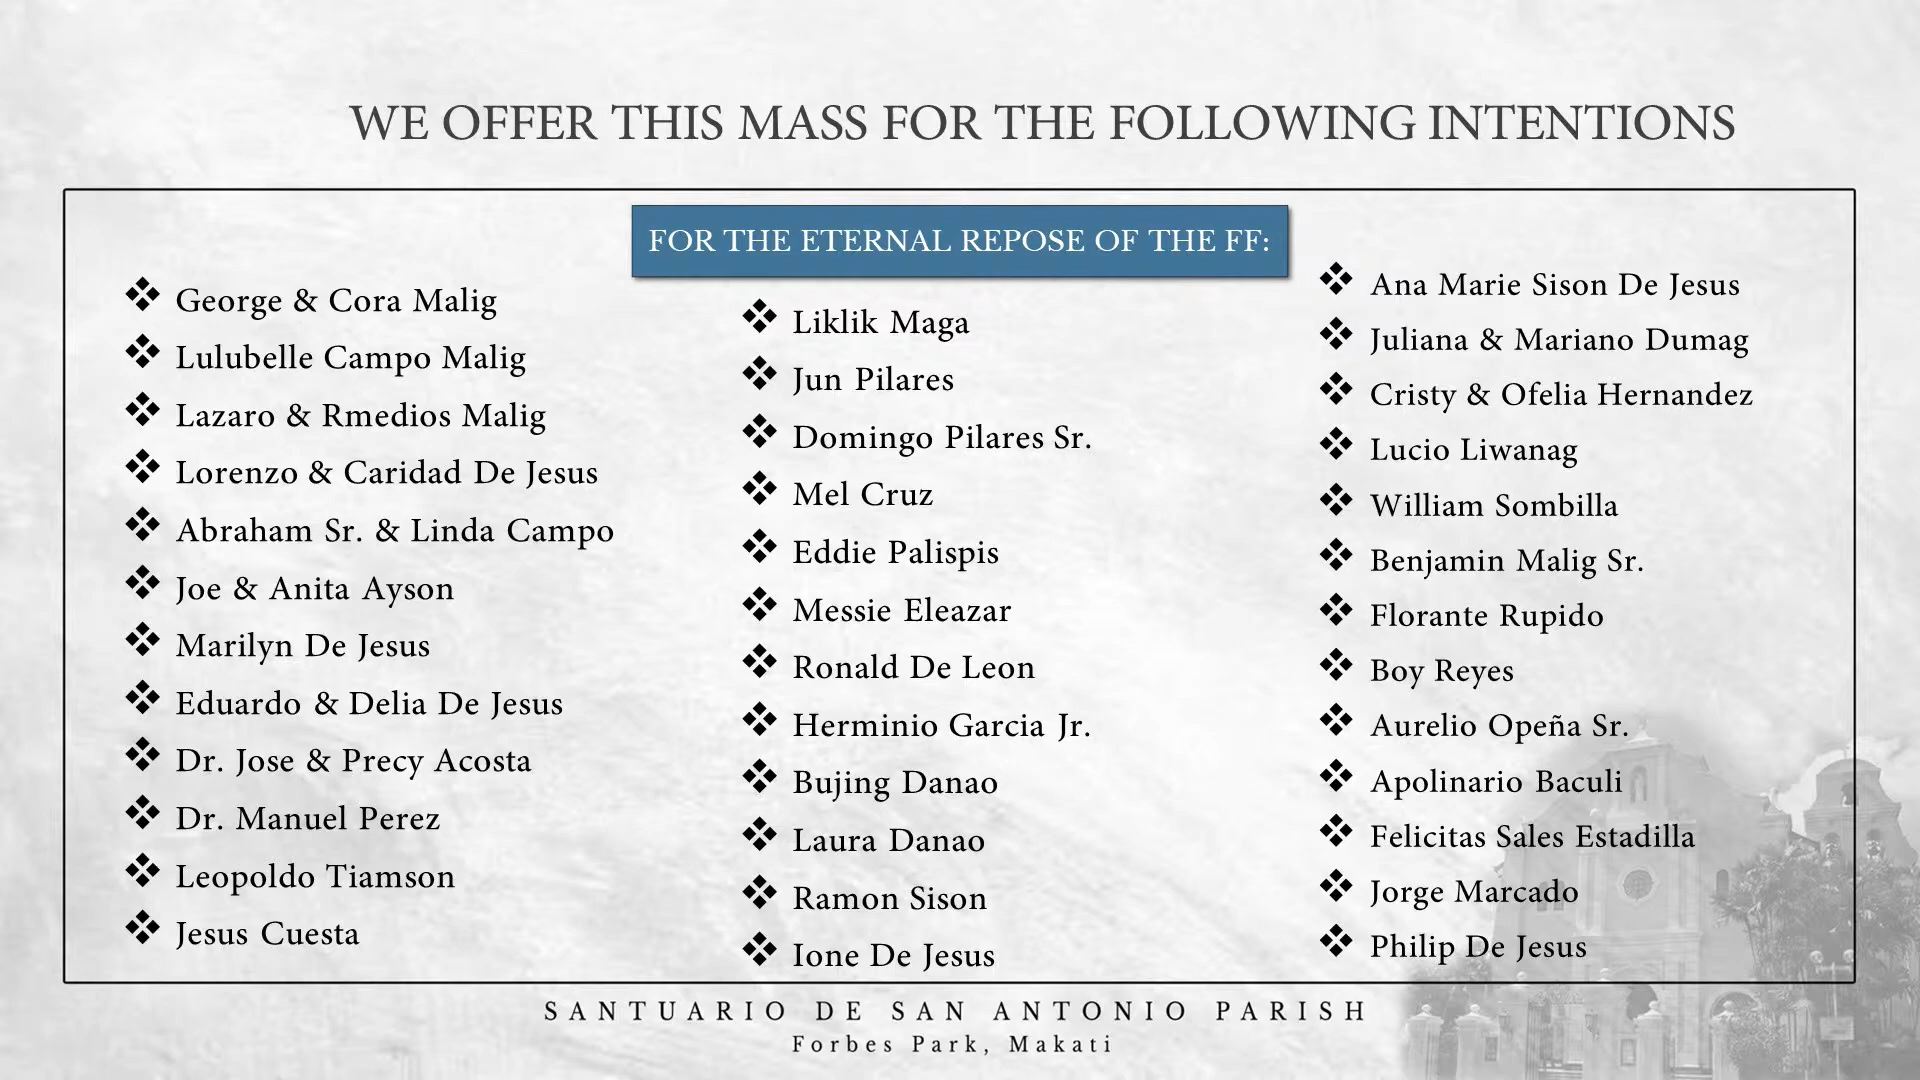 WE OFFER THIS MASS FOR THE FOLLOWING INTENTIONS
FOR THE ETERNAL REPOSE OF THE FF:
George & Cora Malig
Lulubelle Campo Malig
Lazaro & Rmedios Malig
Lorenzo & Caridad De Jesus
Abraham Sr. & Linda Campo
Joe & Anita Ayson
Marilyn De Jesus
Eduardo & Delia De Jesus
Dr. Jose & Precy Acosta
Dr. Manuel Perez
Leopoldo Tiamson
Jesus Cuesta
Liklik Maga
Jun Pilares
Domingo Pilares Sr.
Mel Cruz
Eddie Palispis
Messie Eleazar
Ronald De Leon
Herminio Garcia Jr.
Bujing Danao
Laura Danao
Ramon Sison
Ione De Jesus
Ana Marie Sison De Jesus
Juliana & Mariano Dumag
Cristy & Ofelia Hernandez
Lucio Liwanag
William Sombilla
Benjamin Malig Sr.
Florante Rupido
Boy Reyes
Aurelio Opeña Sr.
Apolinario Baculi
Felicitas Sales Estadilla
Jorge Marcado
Philip De Jesus
SANTUARIO DE SAN ANTONIO PARISH
Forbes Park, Makati